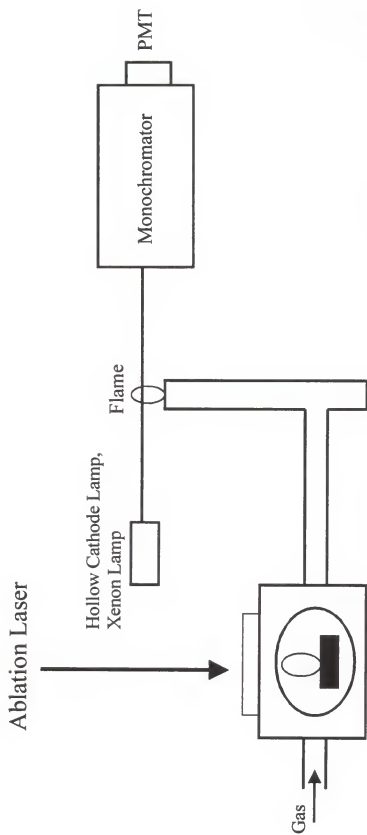 Ablation Laser
Hollow Cathode Lamp,
Xenon Lamp
Flame
Monochromator
PMT
Gas